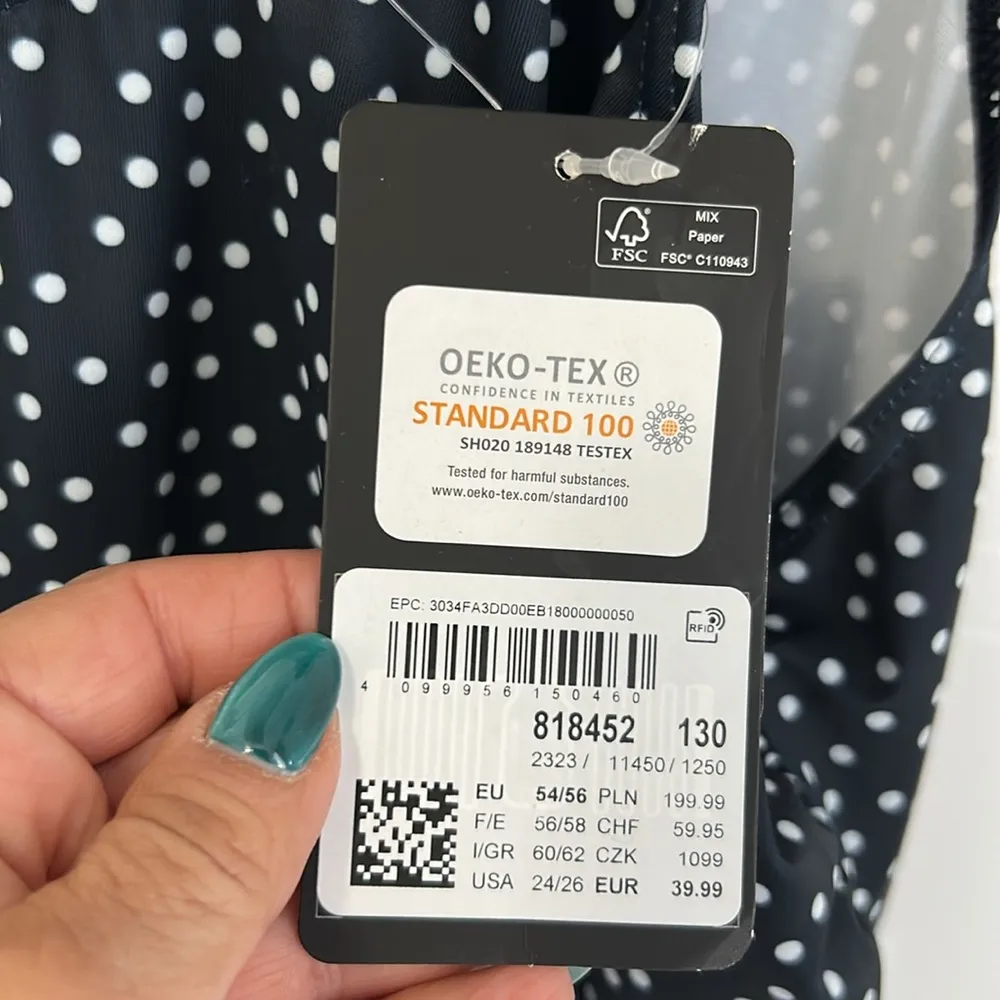 MIX
Paper
FSC
FSC® C110943
OEKO-TEX®
CONFIDENCE IN TEXTILES
STANDARD 100
SH020 189148 TESTEX
Tested for harmful substances.
www.oeko-tex.com/standard100
EPC: 3034FA3DD00EB18000000050
RFID
4 099956 150460
818452 130
2323 / 11450 / 1250
EU 54/56 PLN 199.99
F/E 56/58 CHF 59.95
I/GR 60/62 CZK 1099
USA 24/26 EUR 39.99